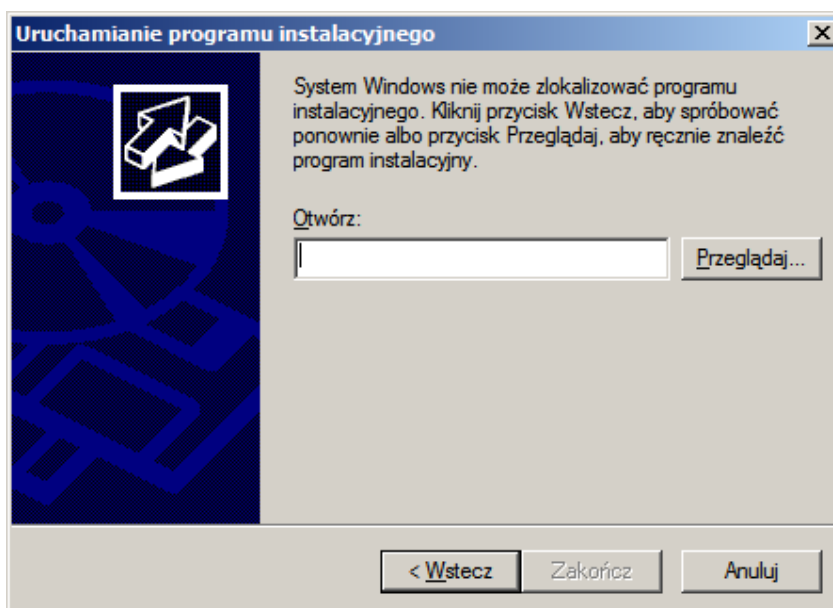 Uruchamianie programu instalacyjnego
System Windows nie może zlokalizować programu
instalacyjnego. Kliknij przycisk Wstecz, aby spróbować
ponownie albo przycisk Przeglądaj, aby ręcznie znaleźć
program instalacyjny.
Otwórz:
Przeglądaj...
< Wstecz
Zakończ
Anuluj